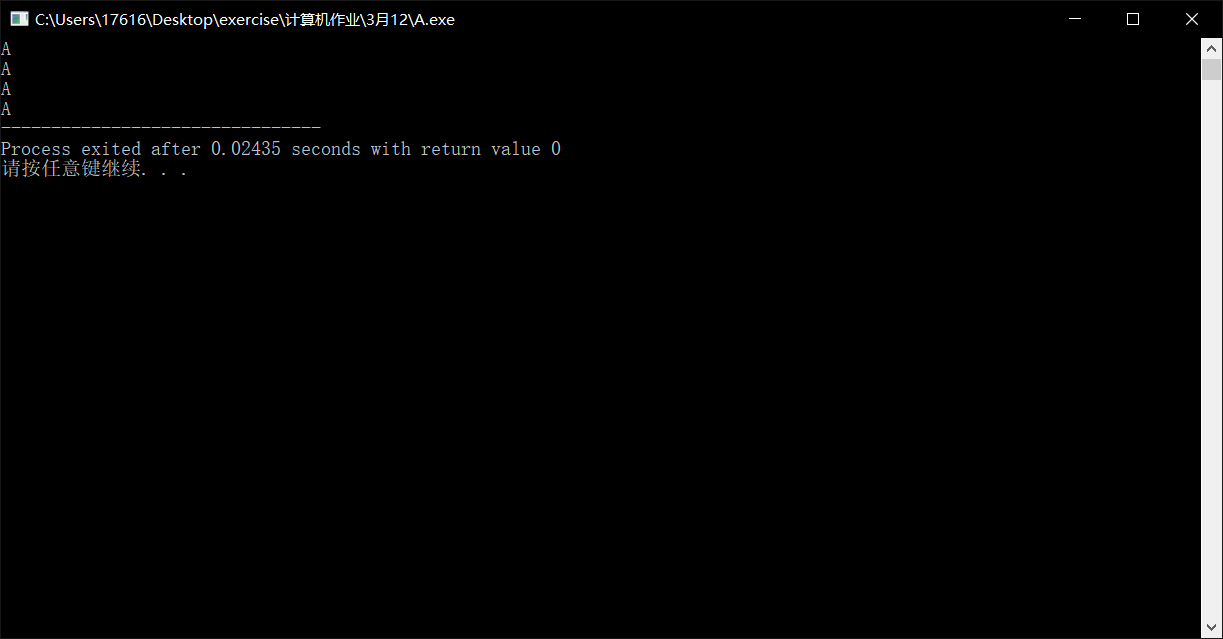 C:\Users\17616\Desktop\exercise\计算机作业\3月12\A.exe
A
A
A
A
--------------------------------
Process exited after 0.02435 seconds with return value 0
请按任意键继续. . .